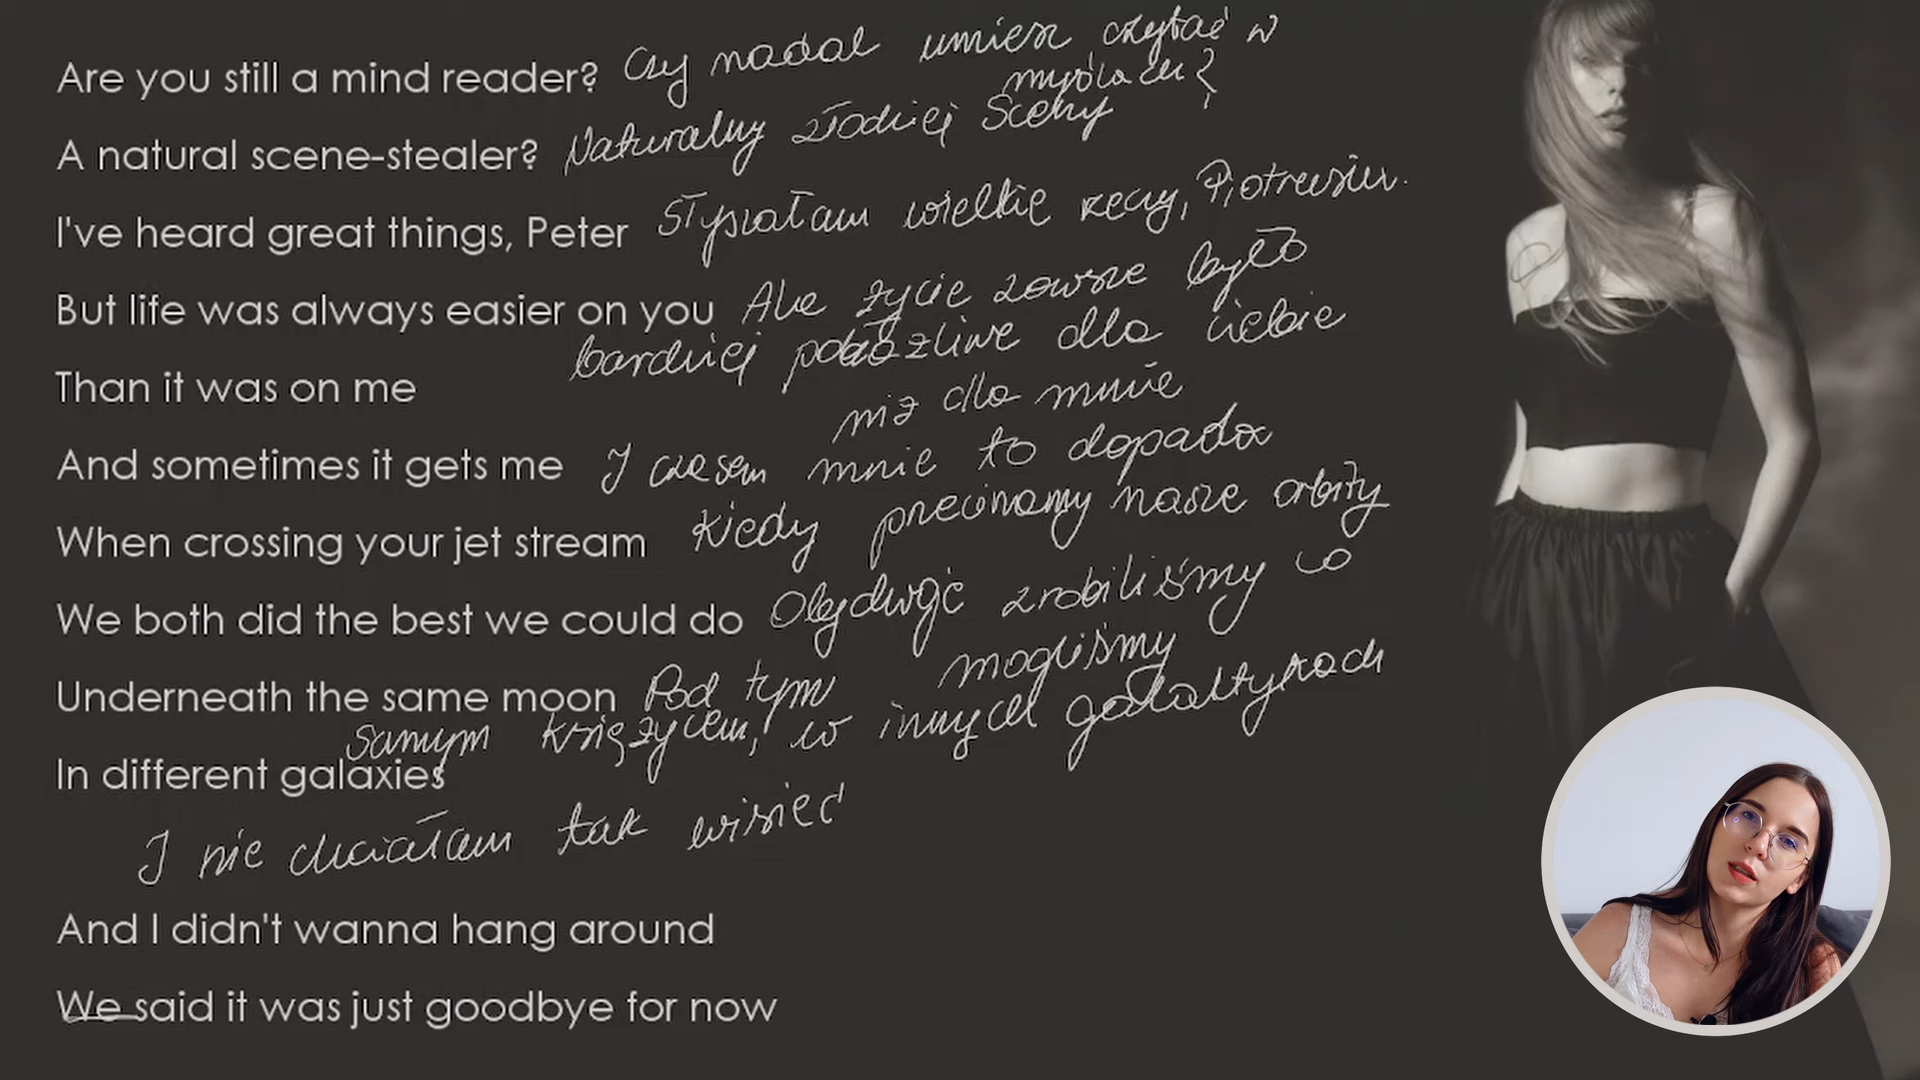 Are you still a mind reader? Czy nadal umiesz czytać w
myślach?
A natural scene-stealer? Naturalny złodziej sceny
I've heard great things, Peter Słyszałam wielkie rzeczy, Piotrusiu.
But life was always easier on you Ale życie zawsze było
bardziej pobłażliwe dla ciebie
Than it was on me niż dla mnie
And sometimes it gets me I czasem mnie to dopada
When crossing your jet stream Kiedy przecinamy nasze orbity
We both did the best we could do Obydwoje zrobiliśmy co
mogliśmy
Underneath the same moon Pod tym
samym księżycem, w innych galaktykach
In different galaxies
I nie chciałam tak wisieć
And I didn't wanna hang around
We said it was just goodbye for now